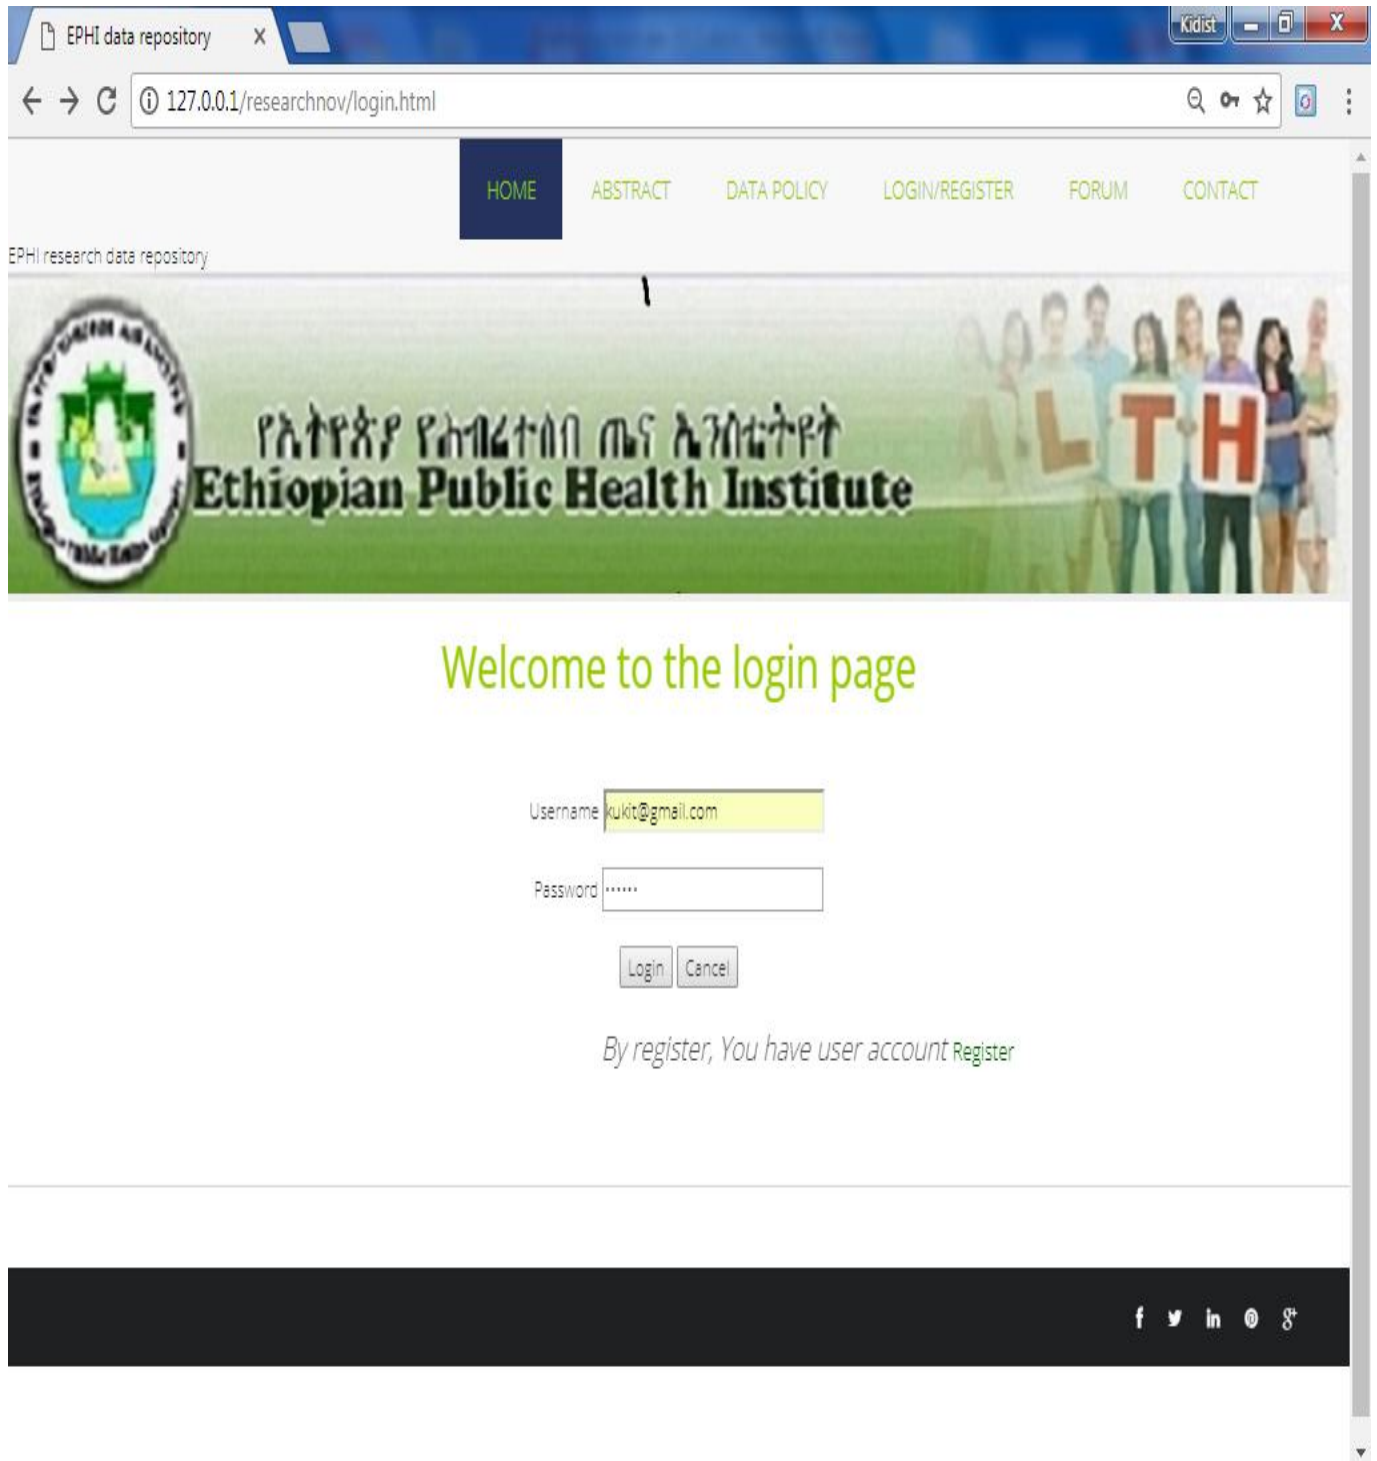 EPHI data repository
Kidist
127.0.0.1/researchnov/login.html
HOME ABSTRACT DATA POLICY LOGIN/REGISTER FORUM CONTACT
EPHI research data repository
የኢትዮጵያ የሕብረተሰብ ጤና ኢንስቲትዩት
Ethiopian Public Health Institute
A L T H
Welcome to the login page
Username kukit@gmail.com
Password ······
Login Cancel
By register, You have user account Register